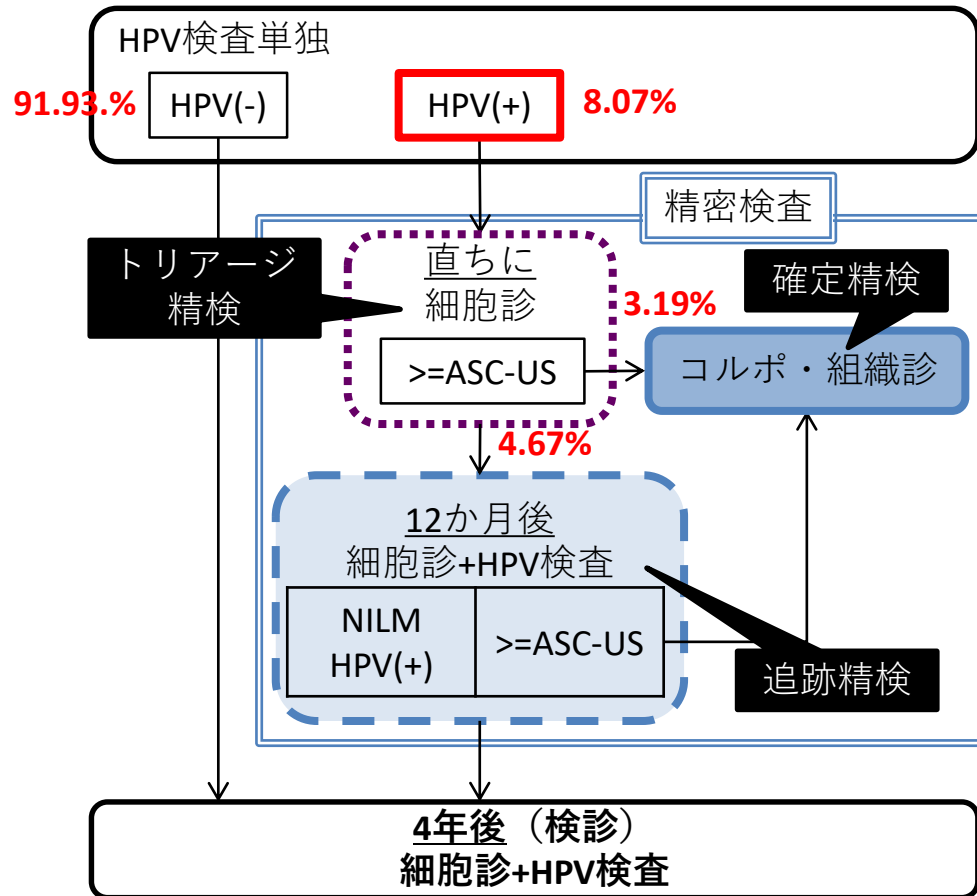 HPV検査単独
91.93.%
HPV(-)
HPV(+)
8.07%
精密検査
トリアージ
精検
直ちに
細胞診
3.19%
確定精検
>=ASC-US
コルポ・組織診
4.67%
12か月後
細胞診+HPV検査
NILM
HPV(+)
>=ASC-US
追跡精検
4年後（検診）
細胞診+HPV検査